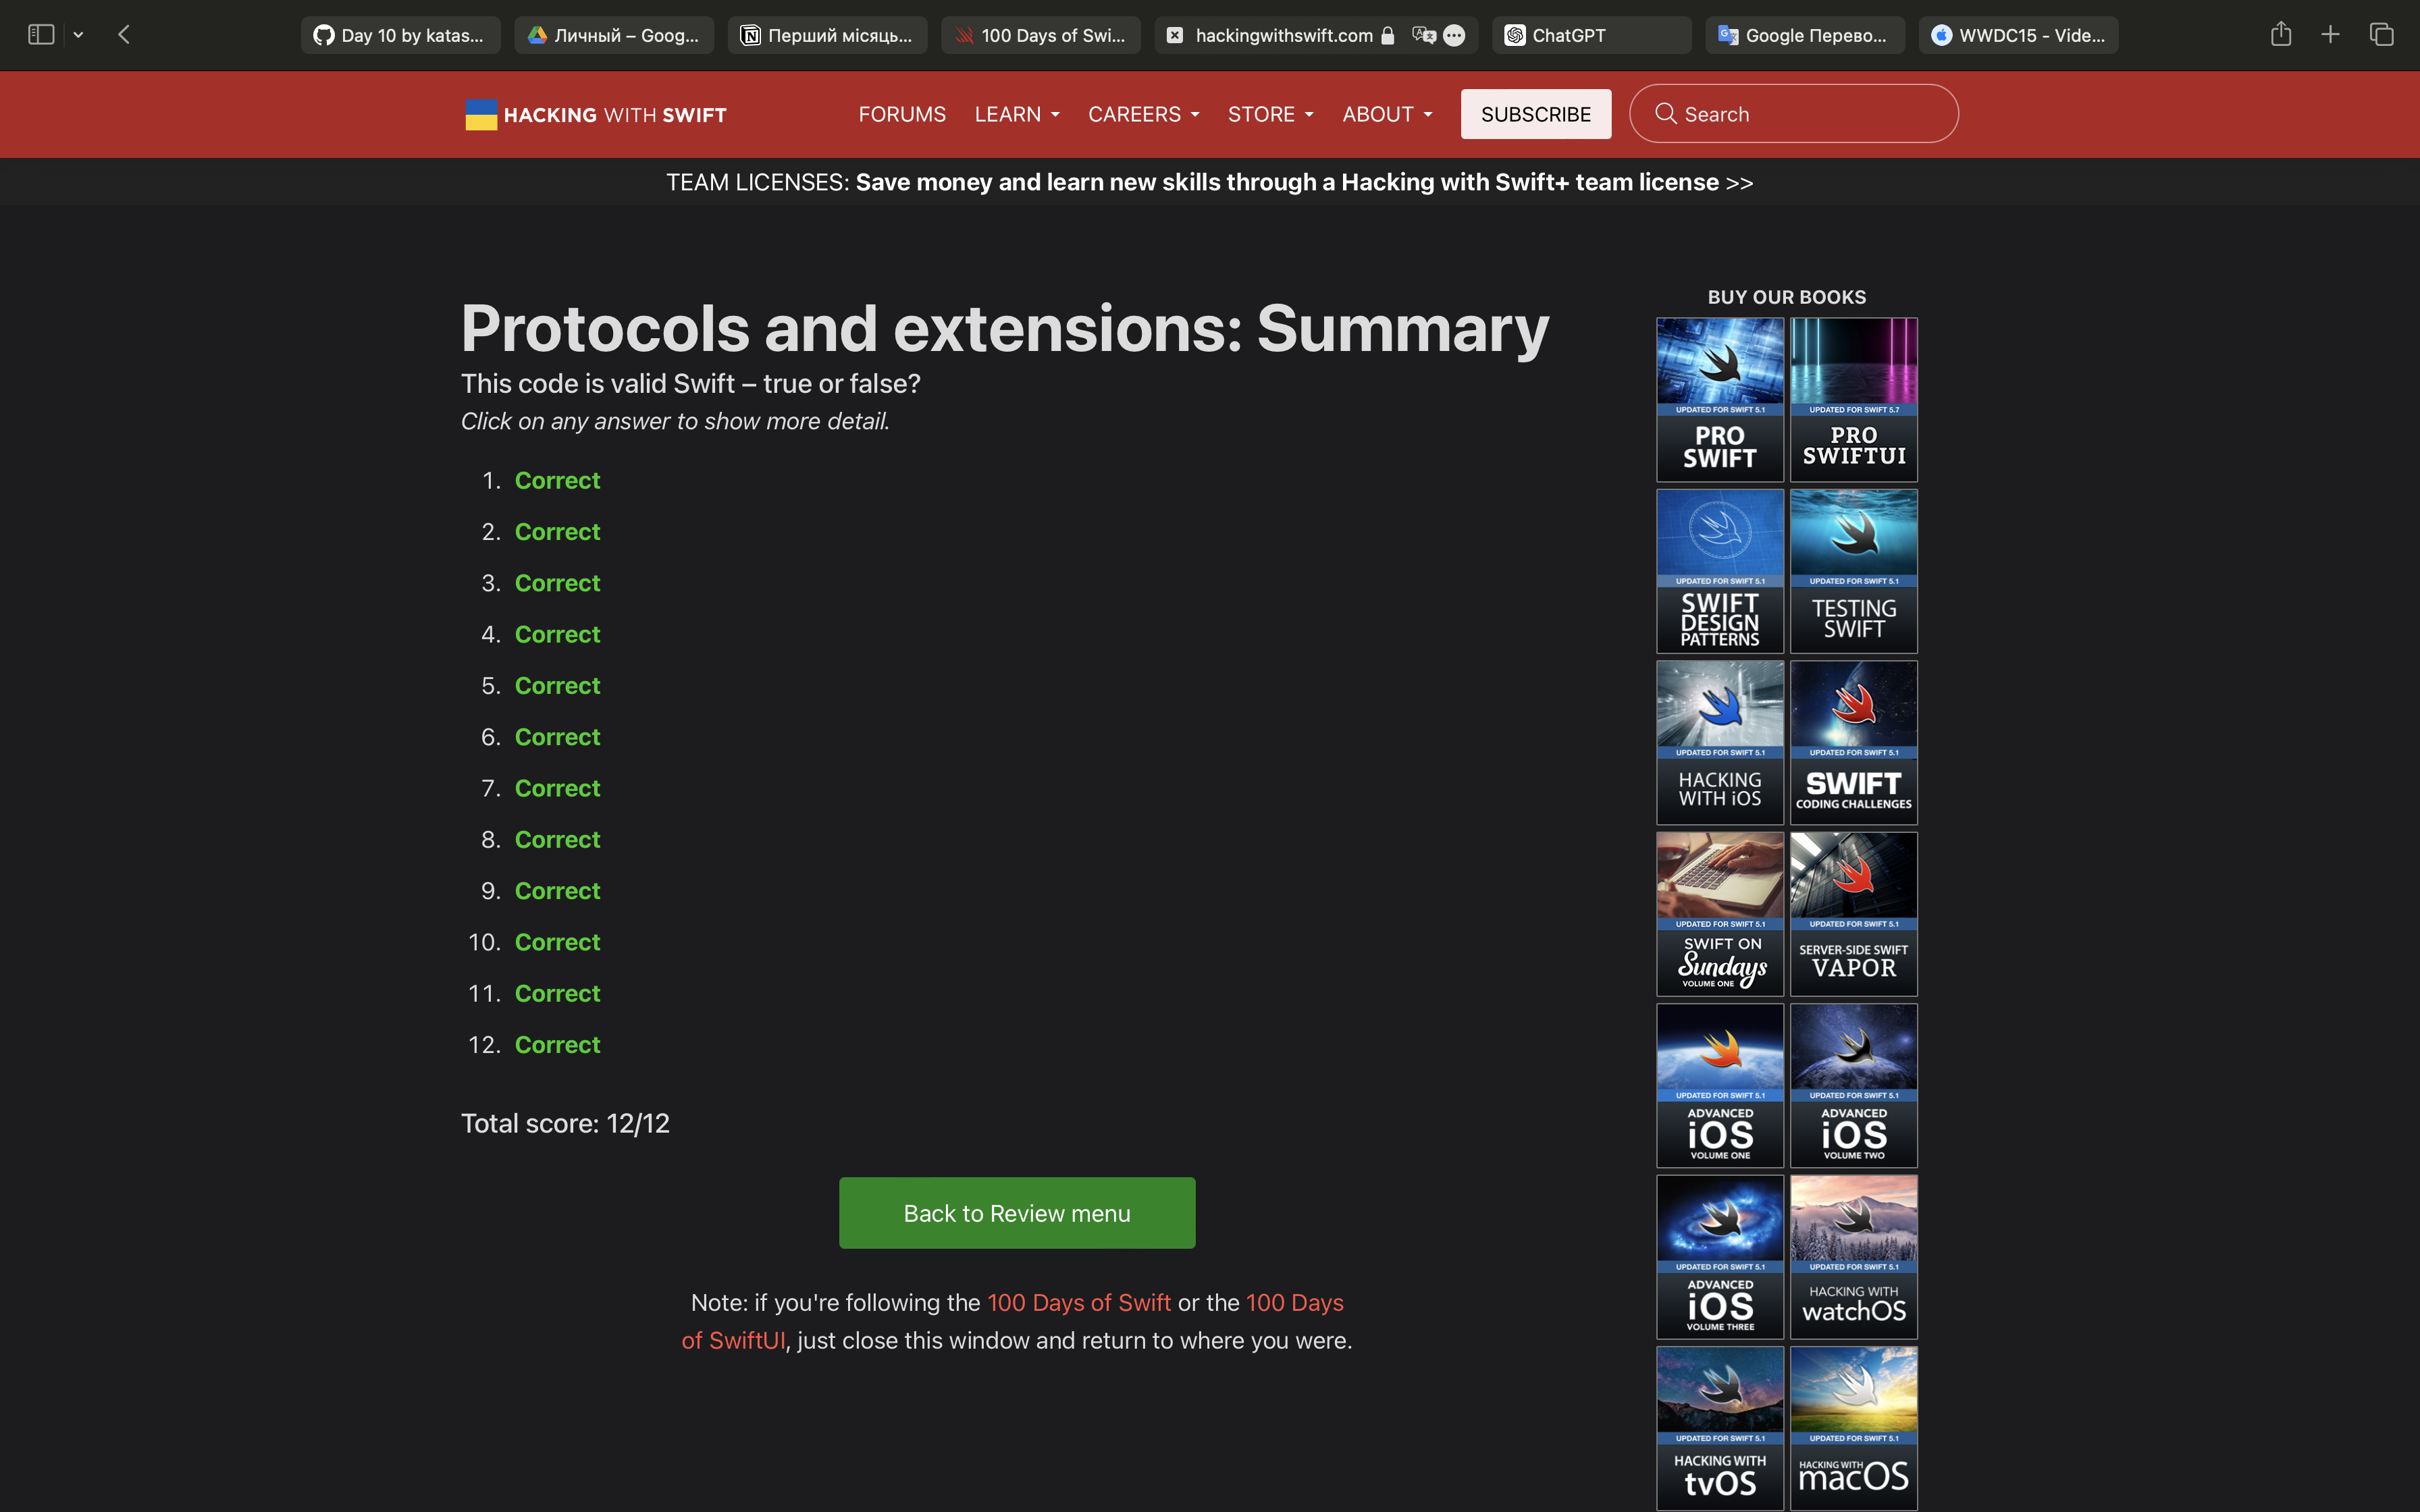 Day 10 by katas...
Личный – Goog...
Перший місяць...
100 Days of Swi...
hackingwithswift.com
ChatGPT
Google Перево...
WWDC15 - Vide...
HACKING WITH SWIFT
FORUMS
LEARN
CAREERS
STORE
ABOUT
SUBSCRIBE
Search
TEAM LICENSES: Save money and learn new skills through a Hacking with Swift+ team license >>
Protocols and extensions: Summary
This code is valid Swift – true or false?
Click on any answer to show more detail.
1. Correct
2. Correct
3. Correct
4. Correct
5. Correct
6. Correct
7. Correct
8. Correct
9. Correct
10. Correct
11. Correct
12. Correct
Total score: 12/12
Back to Review menu
Note: if you're following the 100 Days of Swift or the 100 Days
of SwiftUI, just close this window and return to where you were.
BUY OUR BOOKS
UPDATED FOR SWIFT 5.1
PRO
SWIFT
UPDATED FOR SWIFT 5.7
PRO
SWIFTUI
UPDATED FOR SWIFT 5.1
SWIFT
DESIGN
PATTERNS
UPDATED FOR SWIFT 5.1
TESTING
SWIFT
UPDATED FOR SWIFT 5.1
HACKING
WITH iOS
UPDATED FOR SWIFT 5.1
SWIFT
CODING CHALLENGES
UPDATED FOR SWIFT 5.1
SWIFT ON
Sundays
VOLUME ONE
UPDATED FOR SWIFT 5.1
SERVER-SIDE SWIFT
VAPOR
UPDATED FOR SWIFT 5.1
ADVANCED
iOS
VOLUME ONE
UPDATED FOR SWIFT 5.1
ADVANCED
iOS
VOLUME TWO
UPDATED FOR SWIFT 5.1
ADVANCED
iOS
VOLUME THREE
UPDATED FOR SWIFT 5.1
HACKING WITH
watchOS
UPDATED FOR SWIFT 5.1
HACKING WITH
tvOS
UPDATED FOR SWIFT 5.1
HACKING WITH
macOS